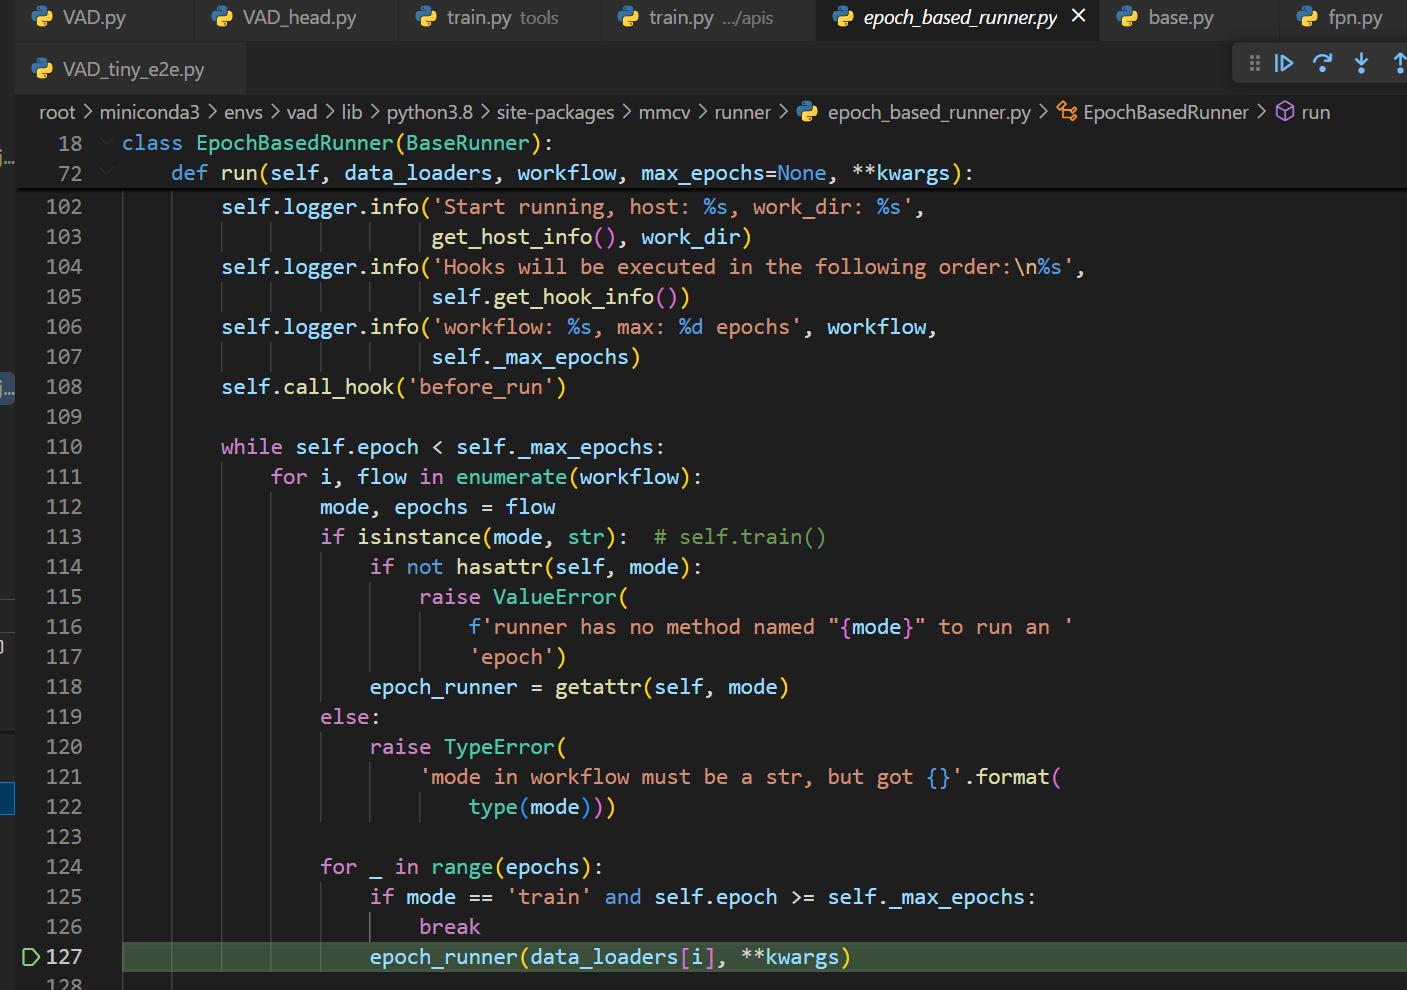 VAD.py VAD_head.py train.py tools train.py .../apis epoch_based_runner.py base.py fpn.py
VAD_tiny_e2e.py
root > miniconda3 > envs > vad > lib > python3.8 > site-packages > mmcv > runner > epoch_based_runner.py > EpochBasedRunner > run
18 class EpochBasedRunner(BaseRunner):
72 def run(self, data_loaders, workflow, max_epochs=None, **kwargs):
102 self.logger.info('Start running, host: %s, work_dir: %s',
103 get_host_info(), work_dir)
104 self.logger.info('Hooks will be executed in the following order:\n%s',
105 self.get_hook_info())
106 self.logger.info('workflow: %s, max: %d epochs', workflow,
107 self._max_epochs)
108 self.call_hook('before_run')
109
110 while self.epoch < self._max_epochs:
111 for i, flow in enumerate(workflow):
112 mode, epochs = flow
113 if isinstance(mode, str):  # self.train()
114 if not hasattr(self, mode):
115 raise ValueError(
116 f'runner has no method named "{mode}" to run an '
117 'epoch')
118 epoch_runner = getattr(self, mode)
119 else:
120 raise TypeError(
121 'mode in workflow must be a str, but got {}'.format(
122 type(mode)))
123
124 for _ in range(epochs):
125 if mode == 'train' and self.epoch >= self._max_epochs:
126 break
127 epoch_runner(data_loaders[i], **kwargs)
128